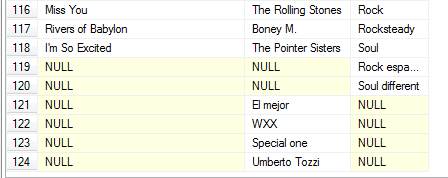 116 Miss You The Rolling Stones Rock
117 Rivers of Babylon Boney M. Rocksteady
118 I'm So Excited The Pointer Sisters Soul
119 NULL NULL Rock espa...
120 NULL NULL Soul different
121 NULL El mejor NULL
122 NULL WXX NULL
123 NULL Special one NULL
124 NULL Umberto Tozzi NULL